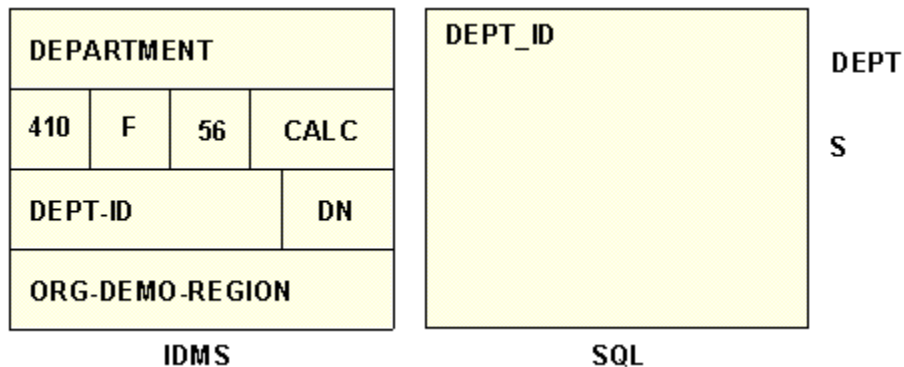 DEPARTMENT
410 F 56 CALC
DEPT-ID DN
ORG-DEMO-REGION
IDMS
DEPT_ID
SQL
DEPT
S